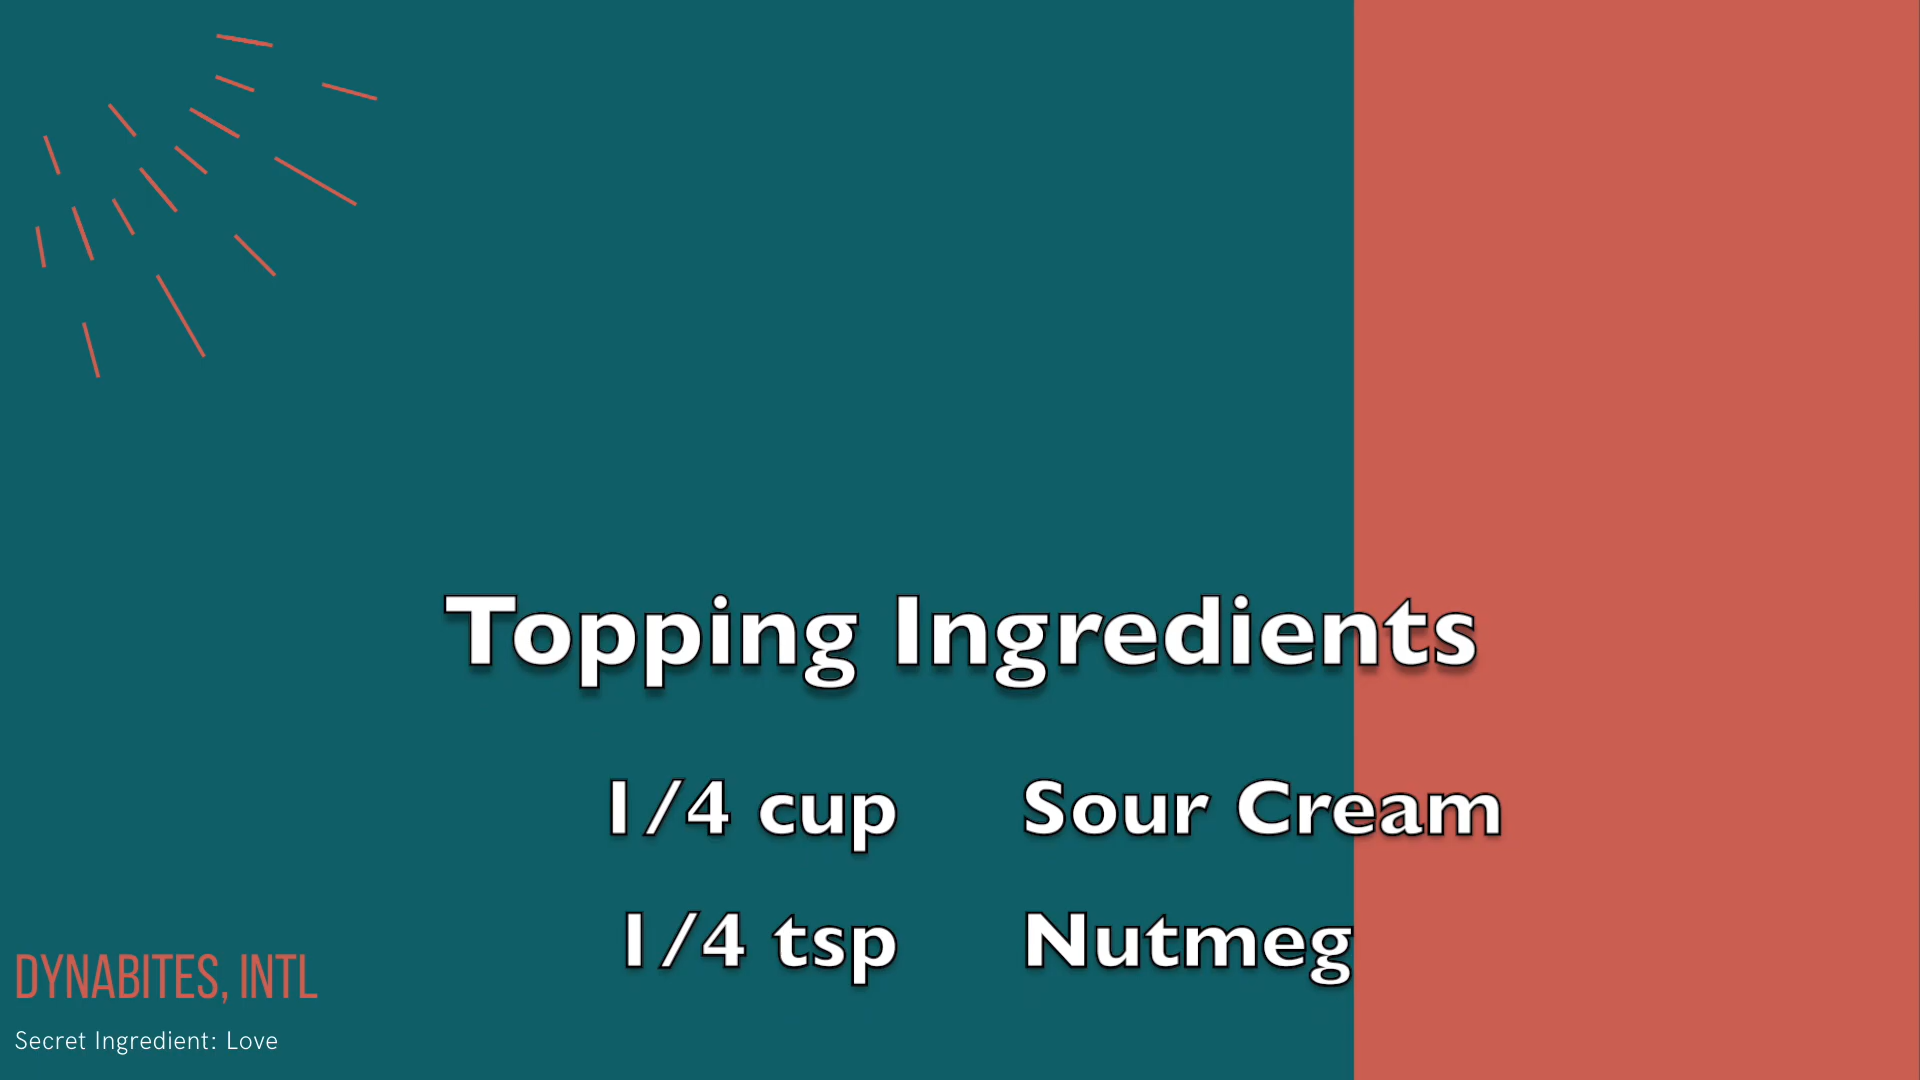 Topping Ingredients
1/4 cup Sour Cream
1/4 tsp Nutmeg
DYNABITES, INTL
Secret Ingredient: Love